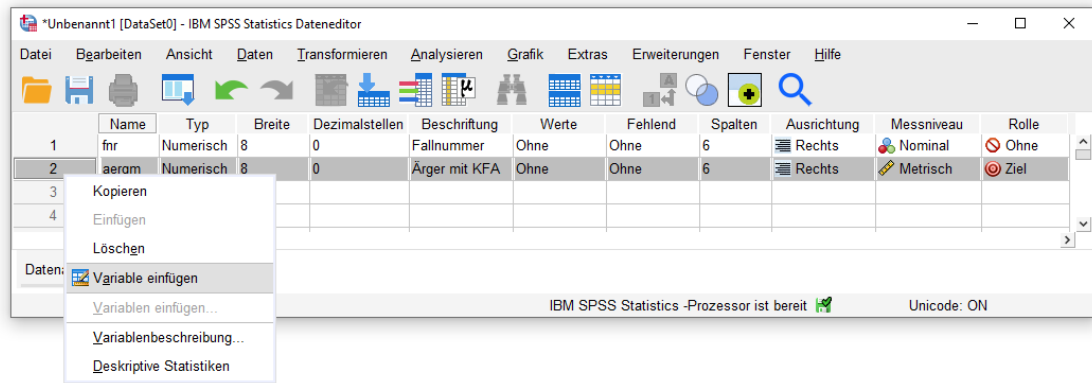 *Unbenannt1 [DataSet0] - IBM SPSS Statistics Dateneditor
Datei Bearbeiten Ansicht Daten Transformieren Analysieren Grafik Extras Erweiterungen Fenster Hilfe
Name Typ Breite Dezimalstellen Beschriftung Werte Fehlend Spalten Ausrichtung Messniveau Rolle
1 fnr Numerisch 8 0 Fallnummer Ohne Ohne 6 Rechts Nominal Ohne
2 aergm Numerisch 8 0 Ärger mit KFA Ohne Ohne 6 Rechts Metrisch Ziel
3
4
Kopieren
Einfügen
Löschen
Variable einfügen
Variablen einfügen...
Variablenbeschreibung...
Deskriptive Statistiken
IBM SPSS Statistics -Prozessor ist bereit Unicode: ON